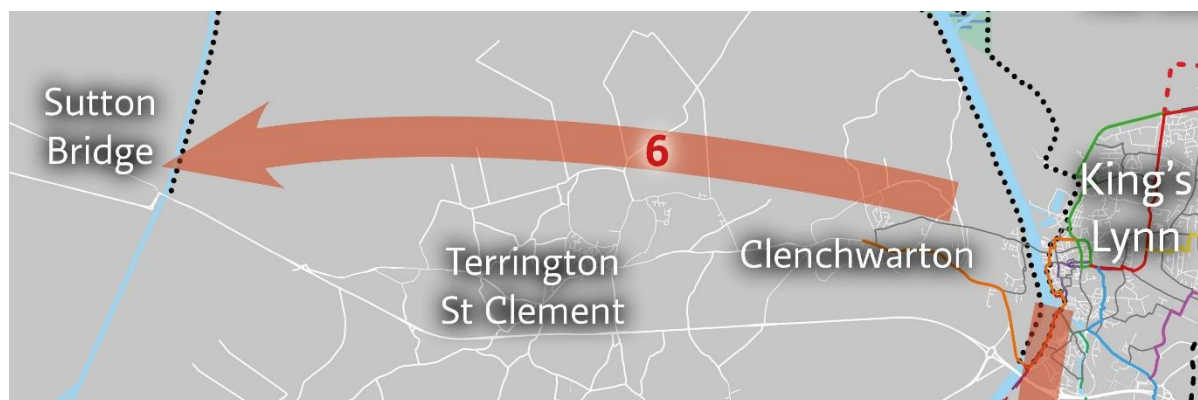 Sutton
Bridge
6
King's
Lynn
Clenchwarton
Terrington
St Clement